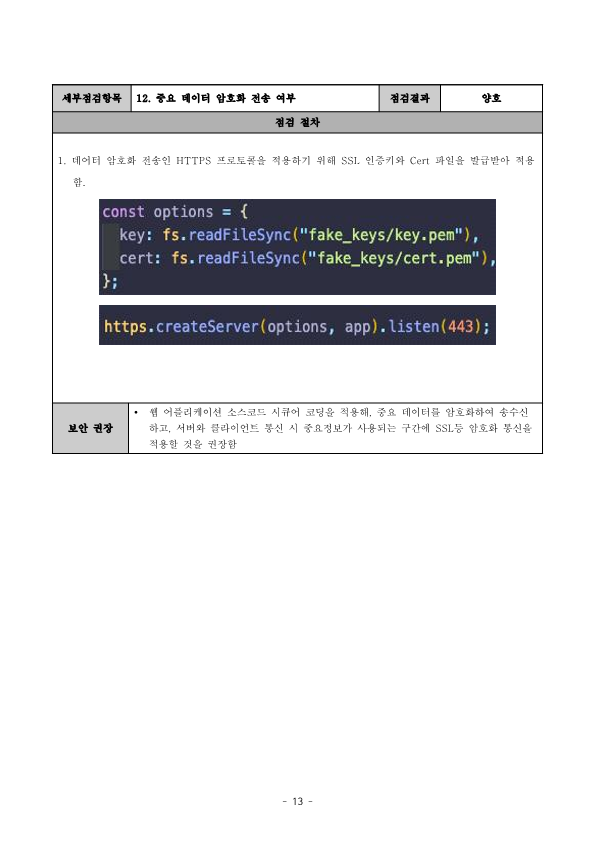 세부점검항목 12. 중요 데이터 암호화 전송 여부 점검결과 양호
점검 절차
1. 데어터 암호화 전송인 HTTPS 프로토콜을 적용하기 위해 SSL 인증키와 Cert 파일을 발급받아 적용
함.
const options = {
key: fs.readFileSync("fake_keys/key.pem"),
cert: fs.readFileSync("fake_keys/cert.pem"),
};
https.createServer(options, app).listen(443);
보안 권장
• 웹 어플리케이션 소스코드 시큐어 코딩을 적용해, 중요 데이터를 암호화하여 송수신
하고, 서버와 클라이언트 통신 시 중요정보가 사용되는 구간에 SSL등 암호화 통신을
적용할 것을 권장함
- 13 -